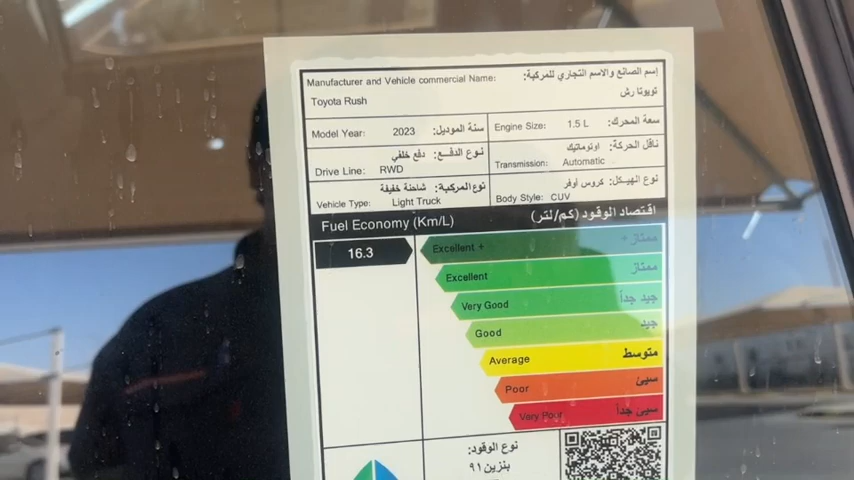 Manufacturer and Vehicle commercial Name: إسم الصانع والاسم التجاري للمركبة:
Toyota Rush تويوتا رش
Model Year: 2023 سنة الموديل:
Engine Size: 1.5 L سعة المحرك:
Drive Line: RWD دفع خلفي نوع الدفـع:
Transmission: Automatic اوتوماتيك ناقل الحركة:
Vehicle Type: Light Truck شاحنة خفيفة نوع المركبة:
Body Style: CUV كروس أوفر نوع الهيـكل:
Fuel Economy (Km/L) اقتصاد الوقـود (كم/لتر)
16.3
Excellent + ممتاز +
Excellent ممتاز
Very Good جيد جداً
Good جيد
Average متوسط
Poor سيئ
Very Poor سيئ جداً
نوع الوقود:
بنزين ٩١